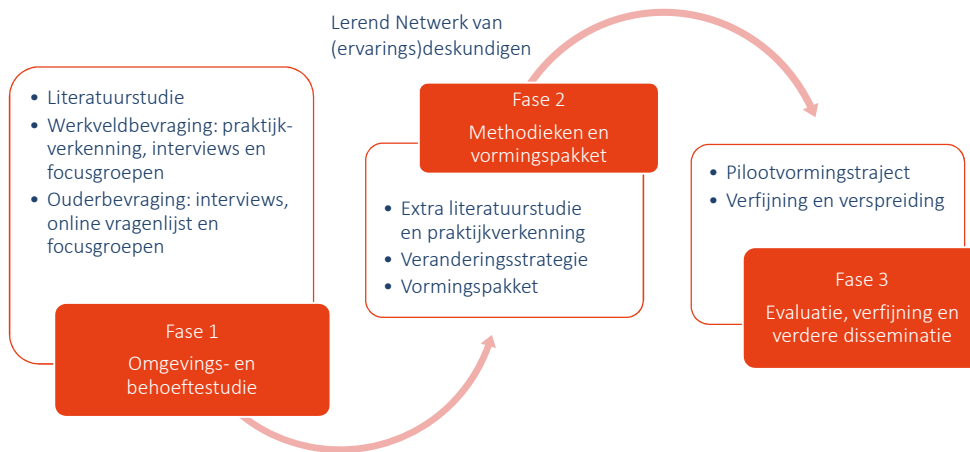 Lerend Netwerk van
(ervarings)deskundigen
• Literatuurstudie
• Werkveldbevraging: praktijk-
verkenning, interviews en
focusgroepen
• Ouderbevraging: interviews,
online vragenlijst en
focusgroepen
Fase 1
Omgevings- en
behoeftestudie
Fase 2
Methodieken en
vormingspakket
• Extra literatuurstudie
en praktijkverkenning
• Veranderingsstrategie
• Vormingspakket
• Pilootvormingstraject
• Verfijning en verspreiding
Fase 3
Evaluatie, verfijning en
verdere disseminatie